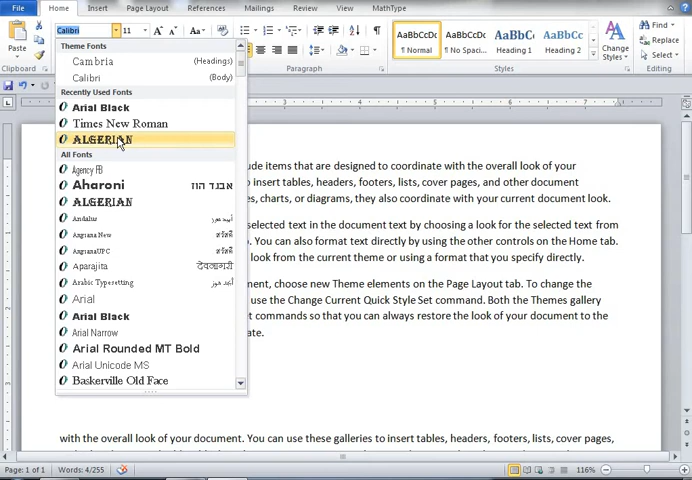 File Home Insert Page Layout References Mailings Review View MathType
Calibri 11
Paste
Clipboard
Paragraph
AaBbCcDc AaBbCcDc AaBbC AaBbCc
¶ Normal ¶ No Spaci... Heading 1 Heading 2
Change Styles
Styles
Find
Replace
Select
Editing
Theme Fonts
Cambria (Headings)
Calibri (Body)
Recently Used Fonts
Arial Black
Times New Roman
ALGERIAN
All Fonts
Agency FB
Aharoni אבגד הוז
ALGERIAN
Andalus أبجد هوز
Angsana New สวัสดี
AngsanaUPC สวัสดี
Aparajita देवनागरी
Arabic Typesetting أبجد هوز
Arial
Arial Black
Arial Narrow
Arial Rounded MT Bold
Arial Unicode MS
Baskerville Old Face
ude items that are designed to coordinate with the overall look of your
o insert tables, headers, footers, lists, cover pages, and other document
es, charts, or diagrams, they also coordinate with your current document look.
selected text in the document text by choosing a look for the selected text from
b. You can also format text directly by using the other controls on the Home tab.
look from the current theme or using a format that you specify directly.
ment, choose new Theme elements on the Page Layout tab. To change the
use the Change Current Quick Style Set command. Both the Themes gallery
et commands so that you can always restore the look of your document to the
ate.
with the overall look of your document. You can use these galleries to insert tables, headers, footers, lists, cover pages,
Page: 1 of 1 Words: 4/255 116%